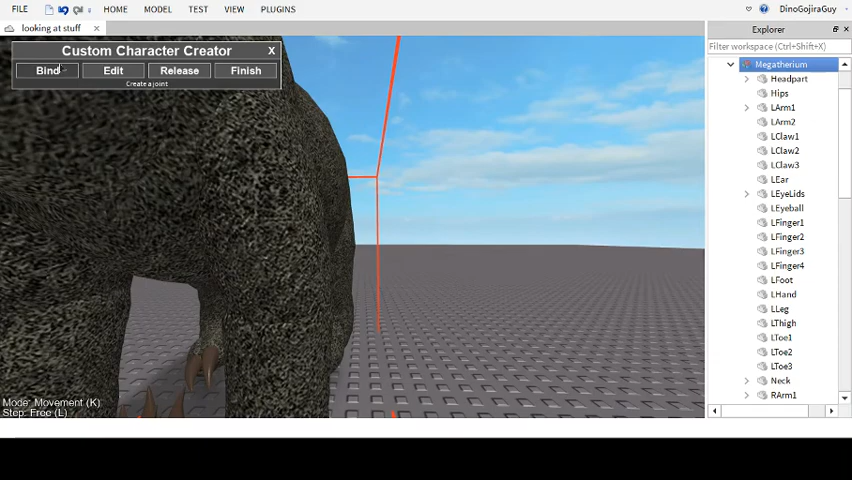 FILE HOME MODEL TEST VIEW PLUGINS DinoGojiraGuy
looking at stuff × Explorer
Custom Character Creator X
Bind Edit Release Finish
Create a joint
Filter workspace (Ctrl+Shift+X)
Megatherium
Headpart
Hips
LArm1
LArm2
LClaw1
LClaw2
LClaw3
LEar
LEyeLids
LEyeball
LFinger1
LFinger2
LFinger3
LFinger4
LFoot
LHand
LLeg
LThigh
LToe1
LToe2
LToe3
Neck
RArm1
Mode: Movement (K)
Step: Free (L)